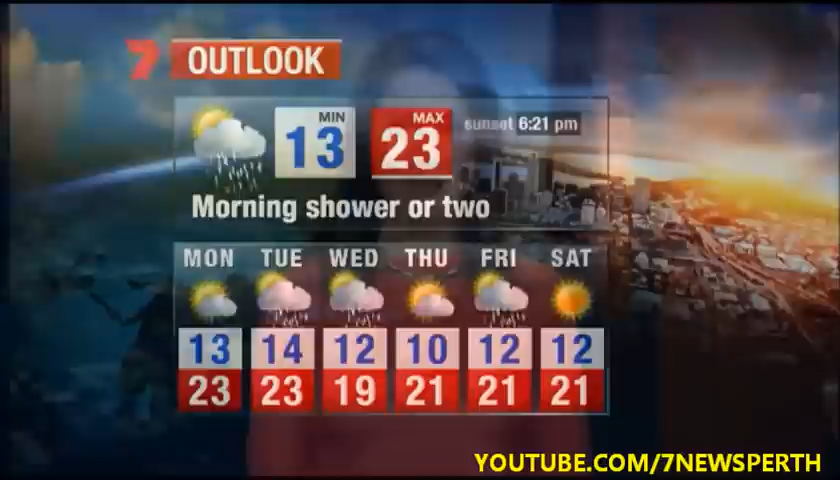 7 OUTLOOK
MIN MAX
13 23
sunset 6:21 pm
Morning shower or two
MON TUE WED THU FRI SAT
13 14 12 10 12 12
23 23 19 21 21 21
YOUTUBE.COM/7NEWSPERTH